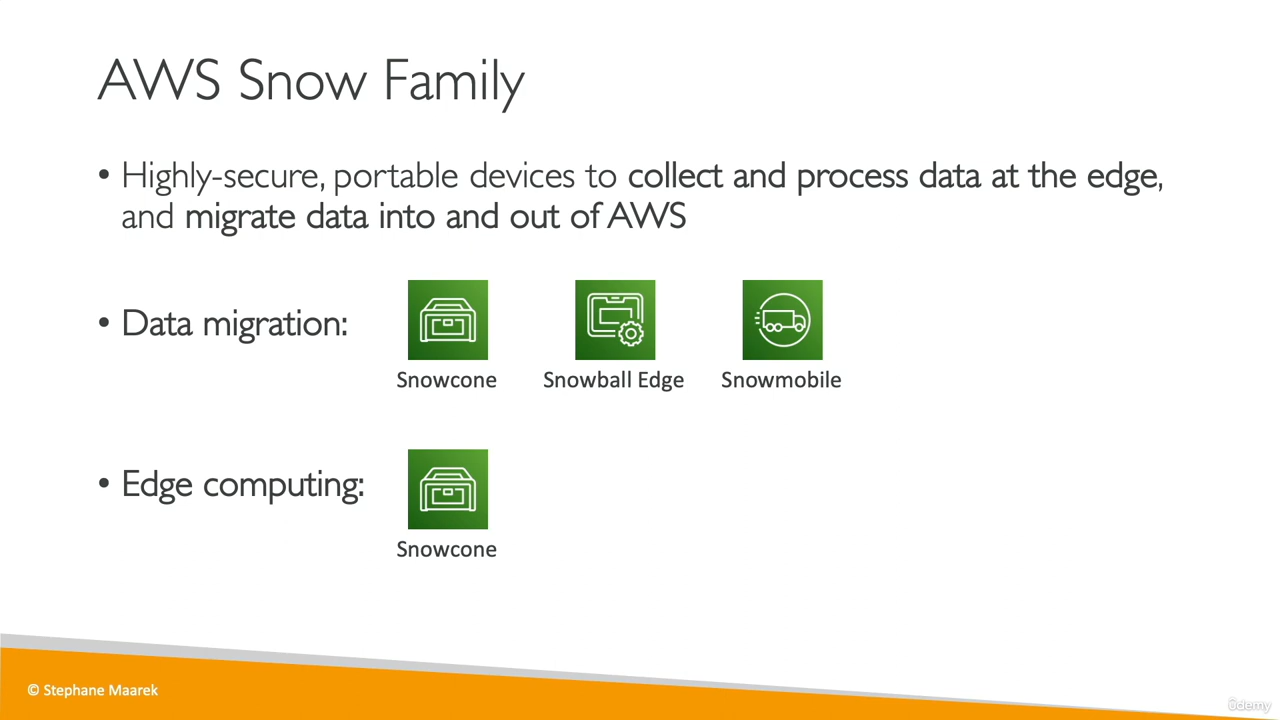 AWS Snow Family
• Highly-secure, portable devices to collect and process data at the edge,
and migrate data into and out of AWS
• Data migration:
Snowcone
Snowball Edge
Snowmobile
• Edge computing:
Snowcone
© Stephane Maarek
ûdemy